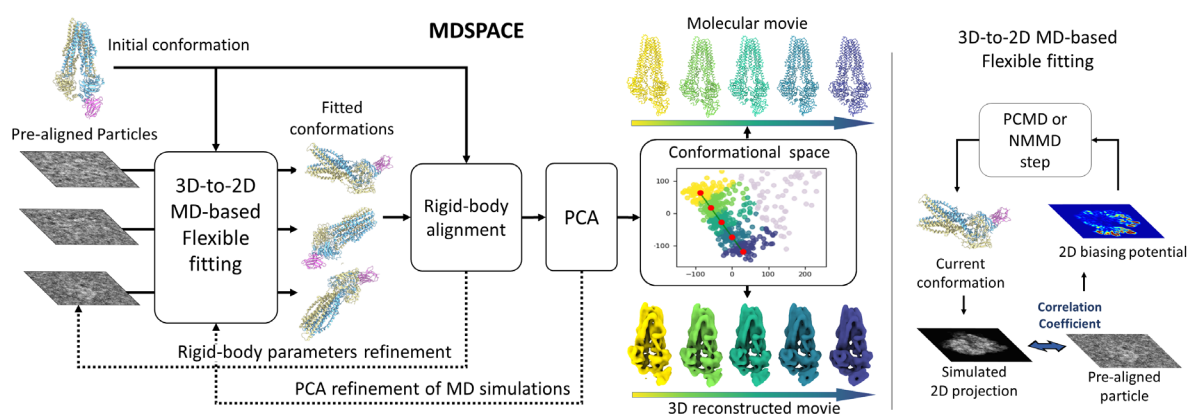 MDSPACE
Initial conformation
Pre-aligned Particles
3D-to-2D
MD-based
Flexible
fitting
Fitted
conformations
Rigid-body
alignment
PCA
Rigid-body parameters refinement
PCA refinement of MD simulations
Molecular movie
Conformational space
100
0
-100
−100
0
100
200
3D reconstructed movie
3D-to-2D MD-based
Flexible fitting
PCMD or
NMMD
step
Current
conformation
2D biasing potential
Correlation
Coefficient
Simulated
2D projection
Pre-aligned
particle